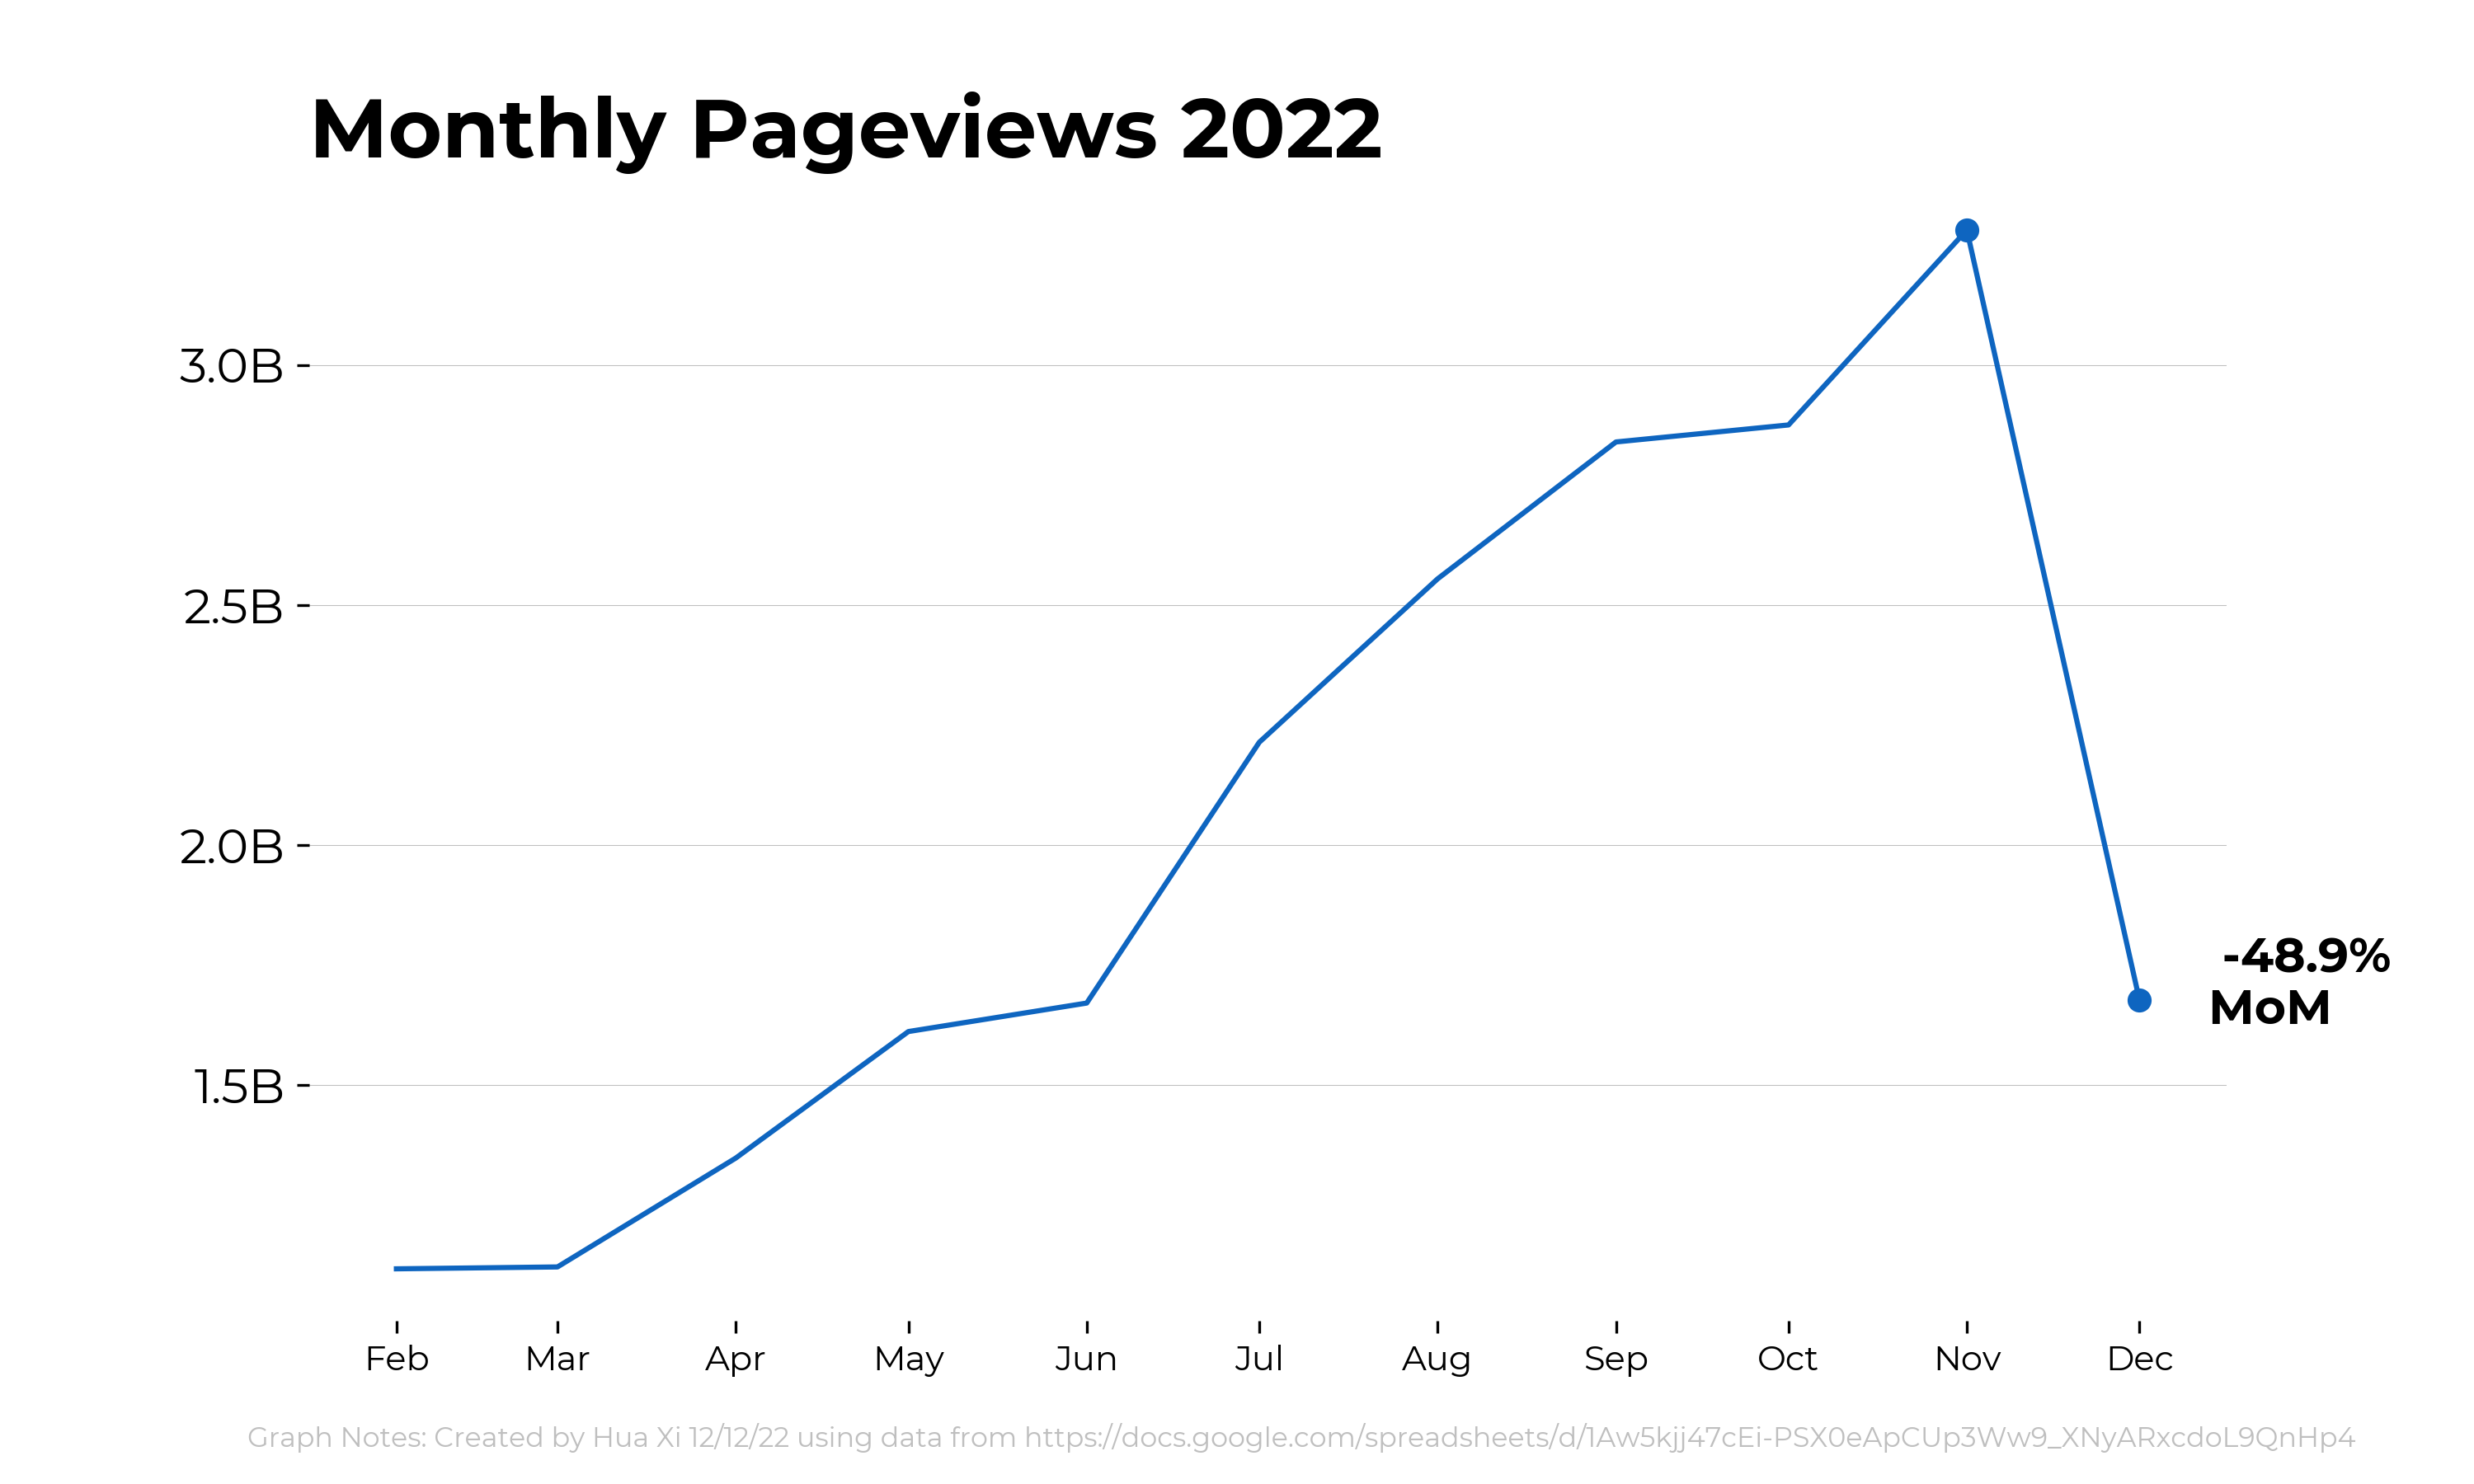 Monthly Pageviews 2022
3.0B
2.5B
2.0B
1.5B
-48.9%
MoM
Feb Mar Apr May Jun Jul Aug Sep Oct Nov Dec
Graph Notes: Created by Hua Xi 12/12/22 using data from https://docs.google.com/spreadsheets/d/1Aw5kjj47cEi-PSX0eApCUp3Ww9_XNyARxcdoL9QnHp4